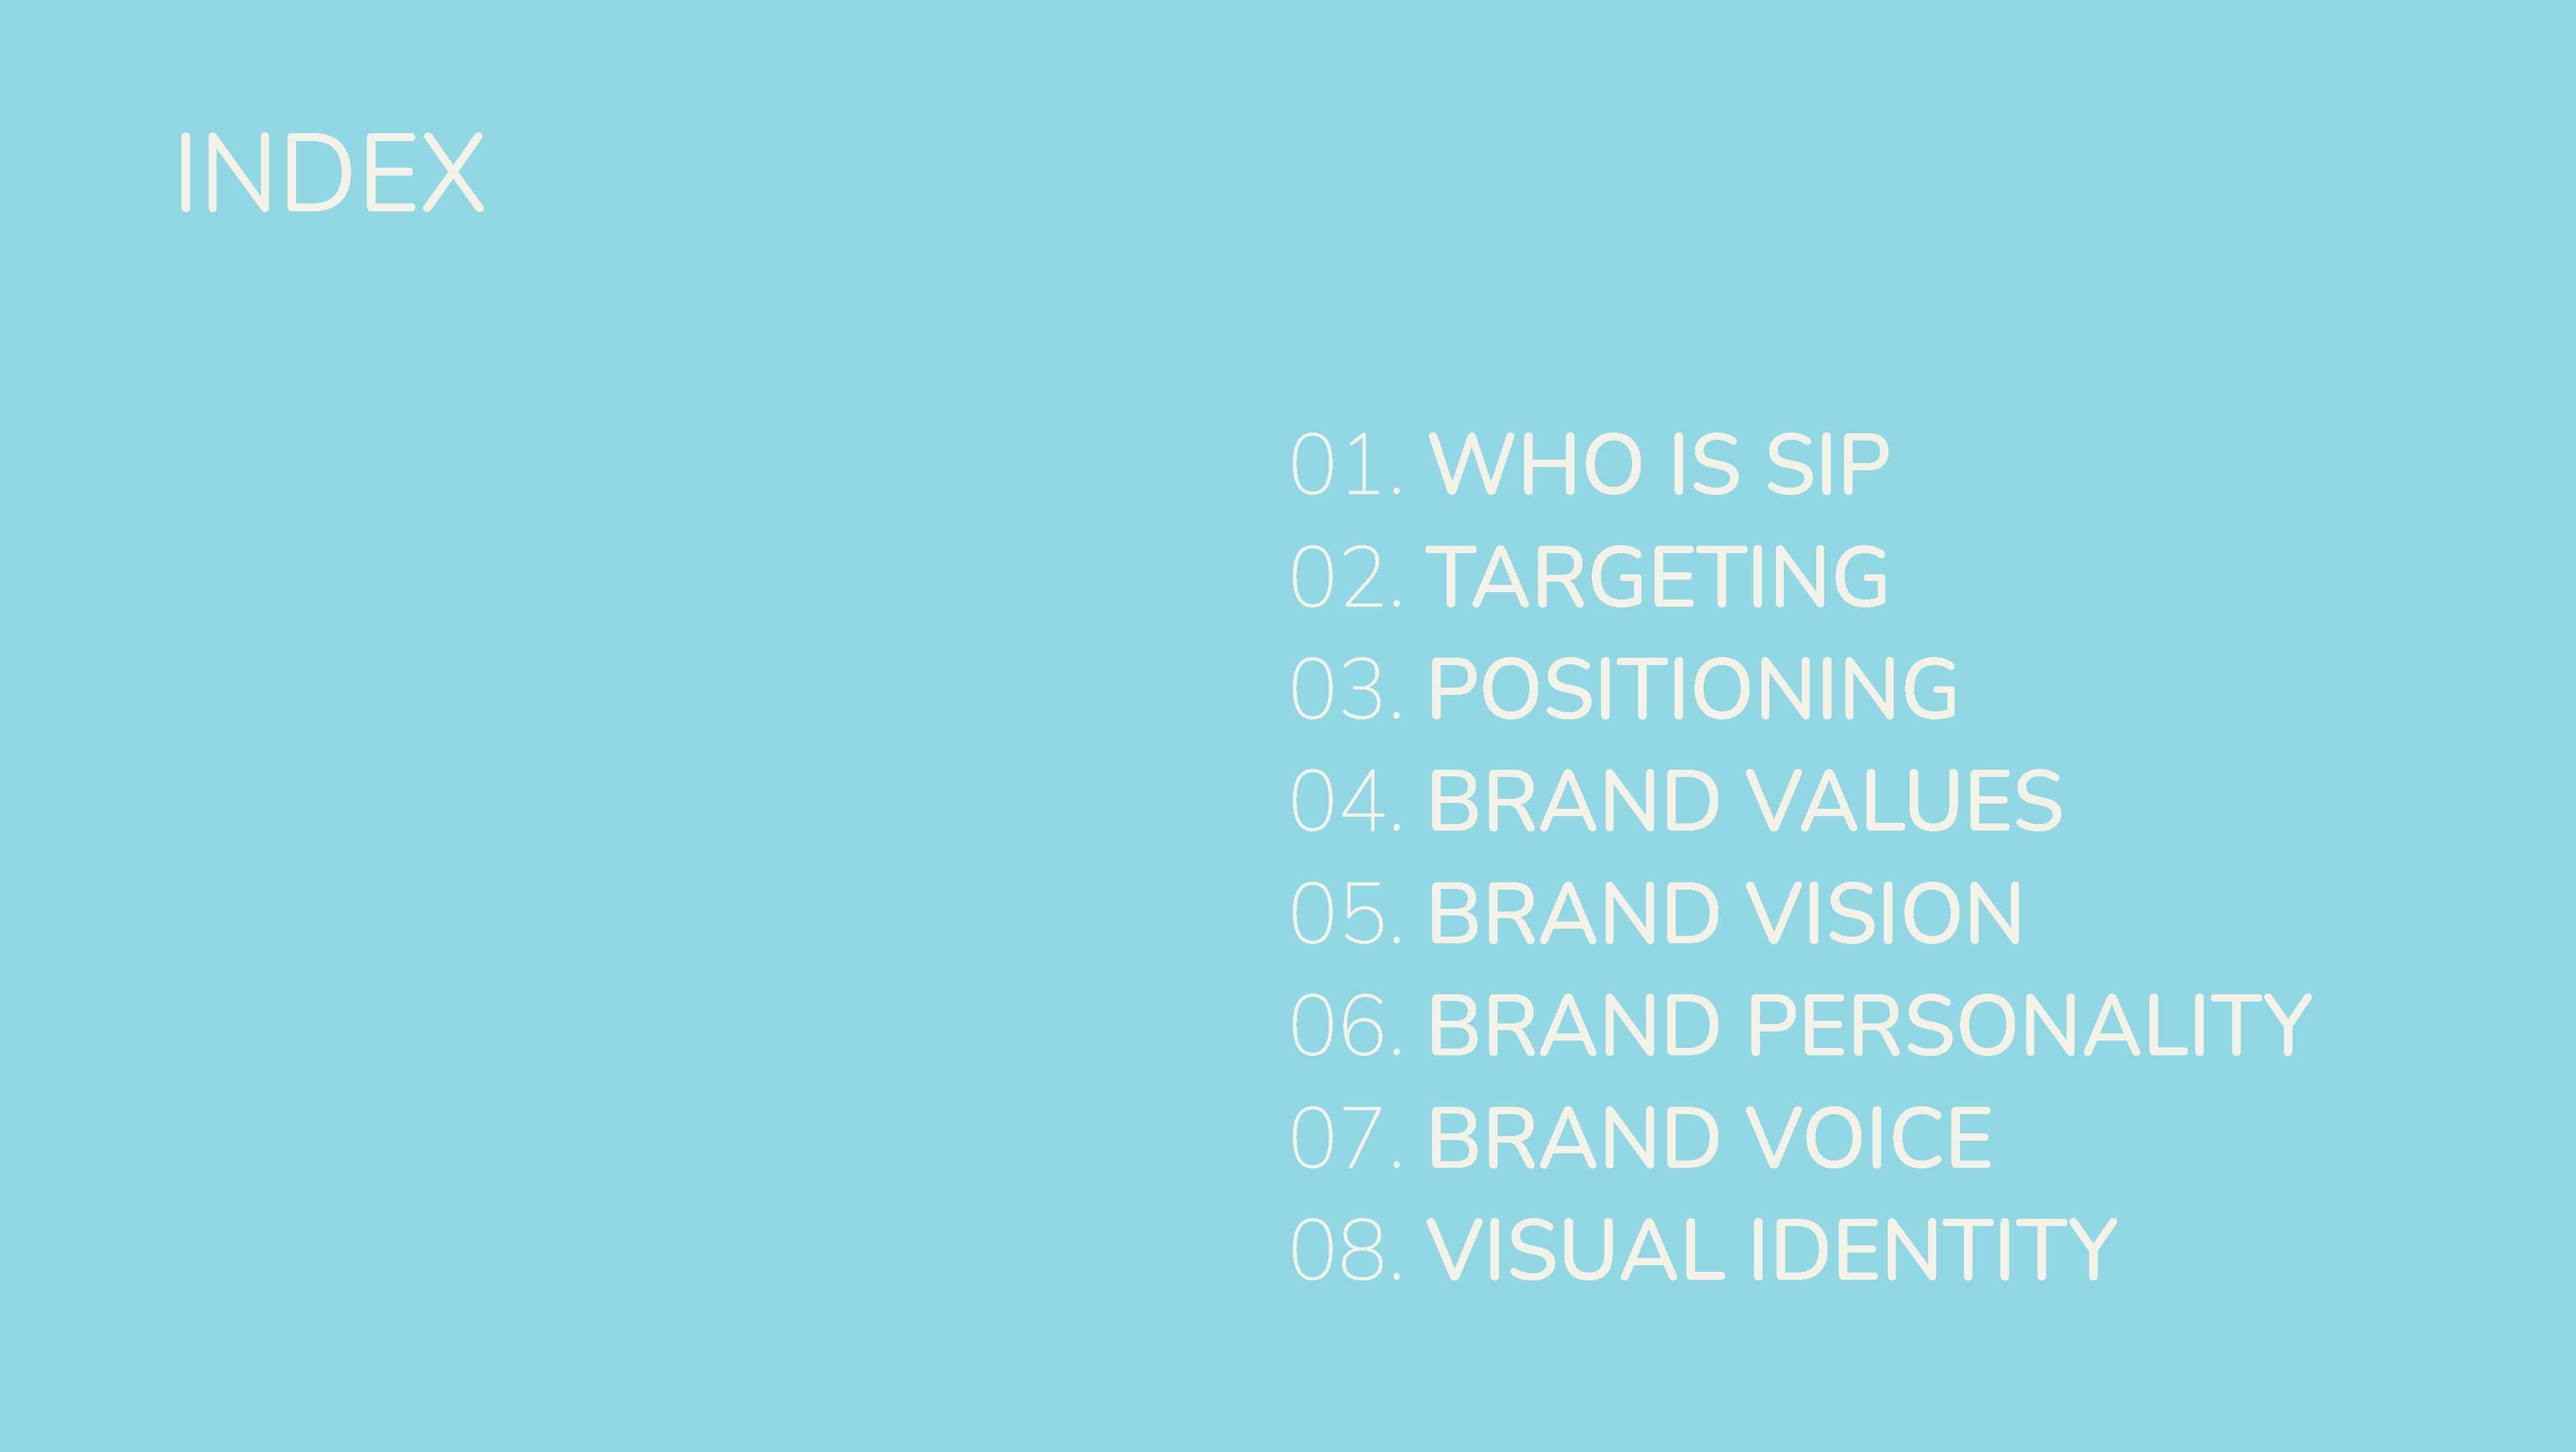 INDEX
01. WHO IS SIP
02. TARGETING
03. POSITIONING
04. BRAND VALUES
05. BRAND VISION
06. BRAND PERSONALITY
07. BRAND VOICE
08. VISUAL IDENTITY